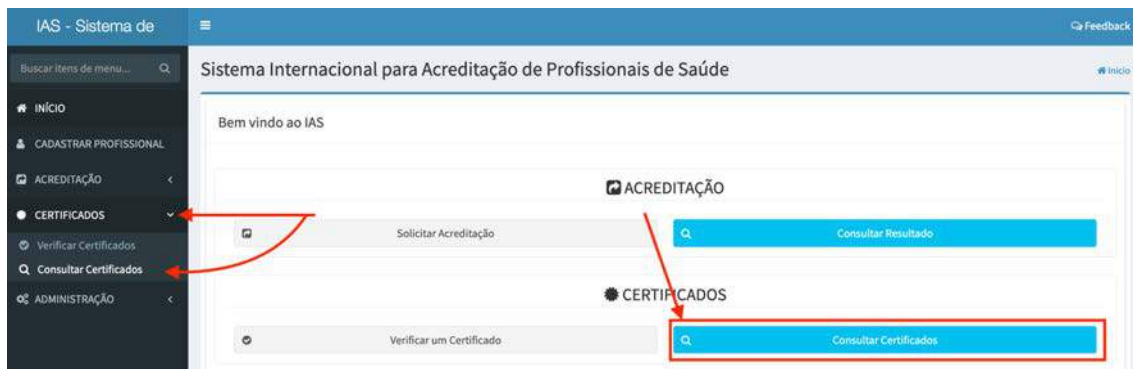 IAS - Sistema de
Feedback
Buscar itens de menu...
Sistema Internacional para Acreditação de Profissionais de Saúde
Início
INÍCIO
CADASTRAR PROFISSIONAL
ACREDITAÇÃO
CERTIFICADOS
Verificar Certificados
Consultar Certificados
ADMINISTRAÇÃO
Bem vindo ao IAS
ACREDITAÇÃO
Solicitar Acreditação
Consultar Resultado
CERTIFICADOS
Verificar um Certificado
Consultar Certificados